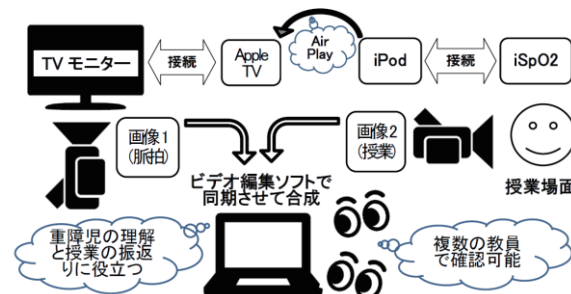 TV モニター
接続
Apple
TV
Air
Play
iPod
接続
iSpO2
画像1
(脈拍)
画像2
(授業)
授業場面
ビデオ編集ソフトで
同期させて合成
重障児の理解
と授業の振返
りに役立つ
複数の教員
で確認可能